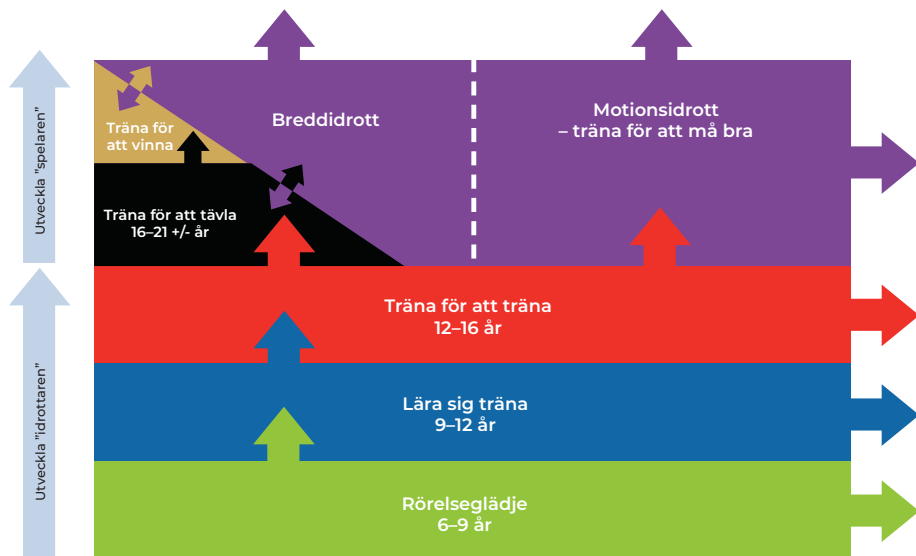 Utveckla ”spelaren”
Utveckla ”idrottaren”
Breddidrott
Motionsidrott
– träna för att må bra
Träna för
att vinna
Träna för att tävla
16–21 +/- år
Träna för att träna
12–16 år
Lära sig träna
9–12 år
Rörelseglädje
6–9 år